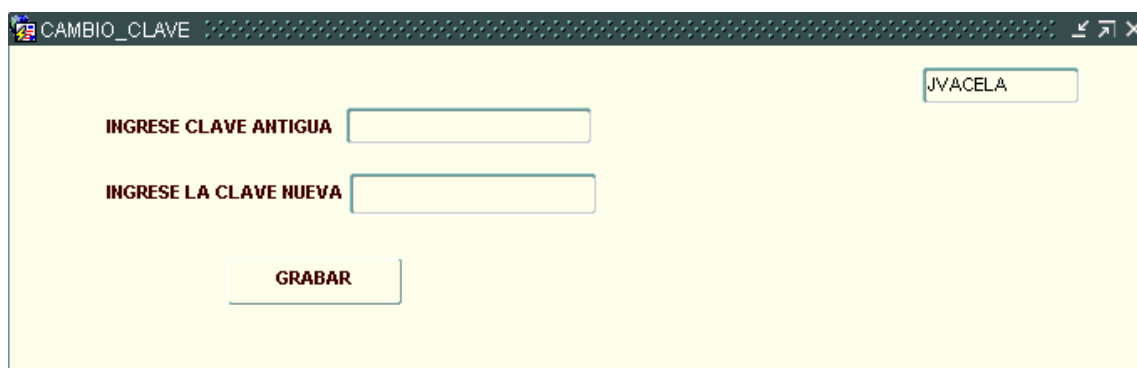 CAMBIO_CLAVE
JVACELA
INGRESE CLAVE ANTIGUA
INGRESE LA CLAVE NUEVA
GRABAR